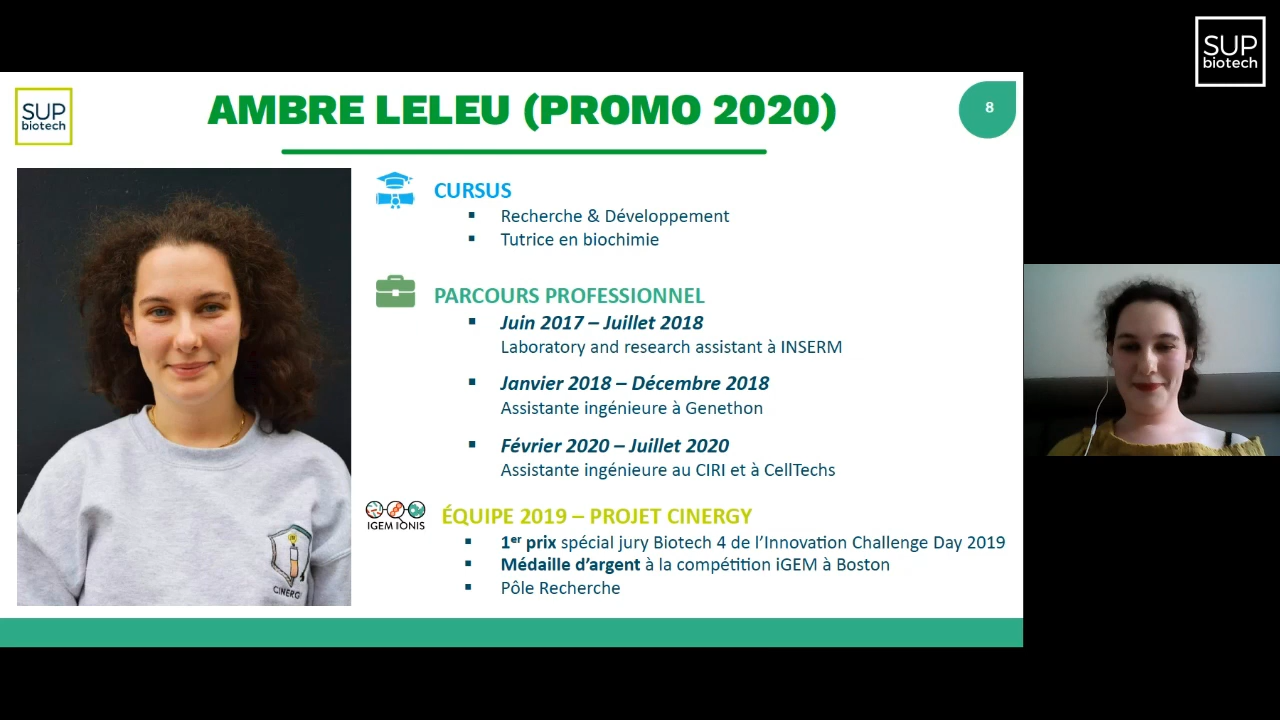 SUP
biotech
SUP
biotech
AMBRE LELEU (PROMO 2020)
8
CURSUS
▪ Recherche & Développement
▪ Tutrice en biochimie
PARCOURS PROFESSIONNEL
▪ Juin 2017 – Juillet 2018
Laboratory and research assistant à INSERM
▪ Janvier 2018 – Décembre 2018
Assistante ingénieure à Genethon
▪ Février 2020 – Juillet 2020
Assistante ingénieure au CIRI et à CellTechs
IGEM IONIS
ÉQUIPE 2019 – PROJET CINERGY
▪ 1er prix spécial jury Biotech 4 de l’Innovation Challenge Day 2019
▪ Médaille d’argent à la compétition iGEM à Boston
▪ Pôle Recherche
CINERG